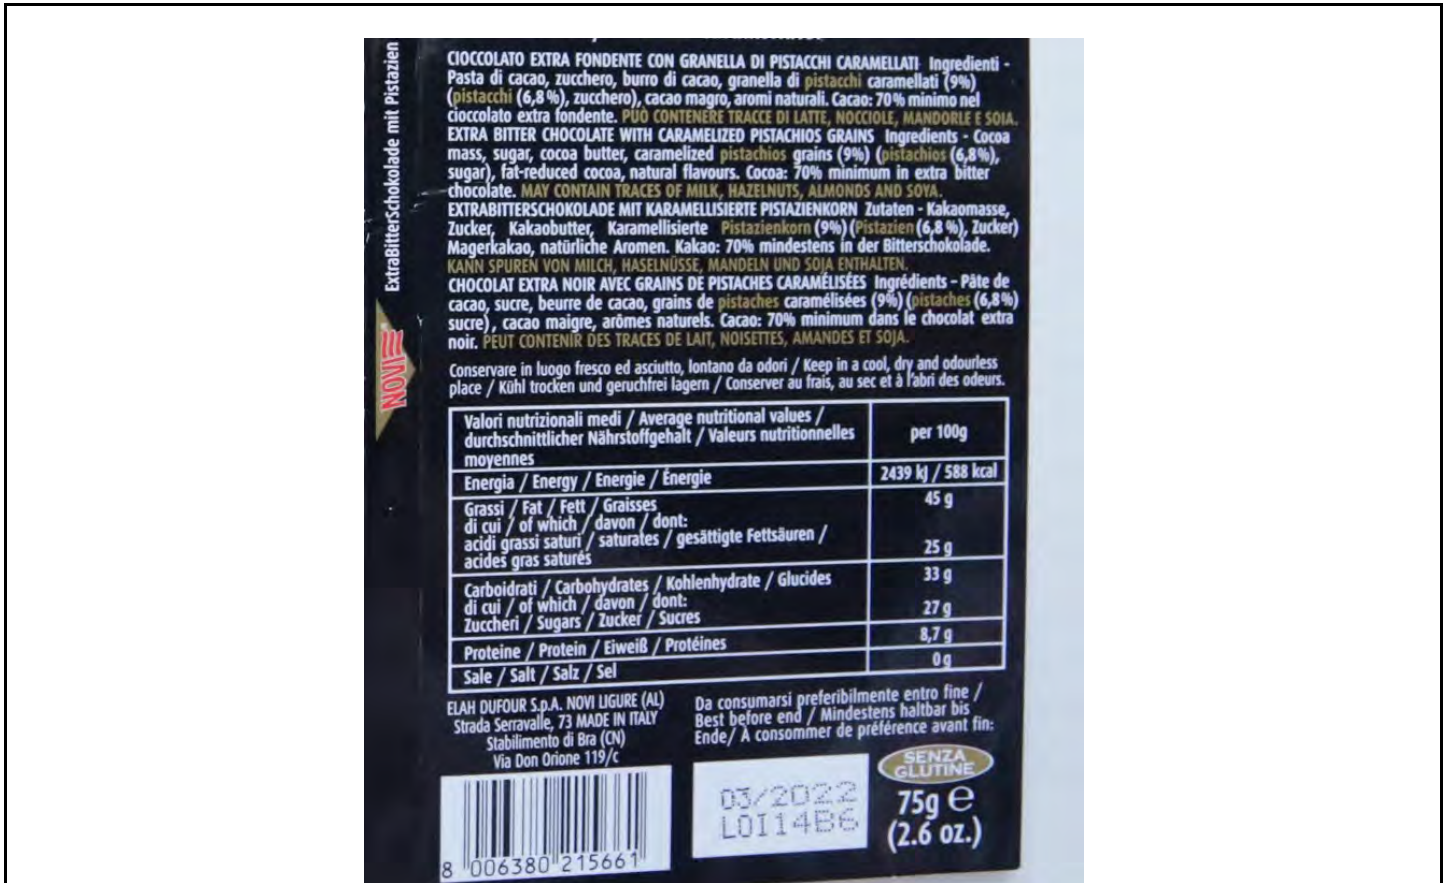 ExtraBitterSchokolade mit Pistazien
NOVI
CIOCCOLATO EXTRA FONDENTE CON GRANELLA DI PISTACCHI CARAMELLATI Ingredienti -
Pasta di cacao, zucchero, burro di cacao, granella di pistacchi caramellati (9%)
(pistacchi (6,8%), zucchero), cacao magro, aromi naturali. Cacao: 70% minimo nel
cioccolato extra fondente. PUÒ CONTENERE TRACCE DI LATTE, NOCCIOLE, MANDORLE E SOIA.
EXTRA BITTER CHOCOLATE WITH CARAMELIZED PISTACHIOS GRAINS Ingredients - Cocoa
mass, sugar, cocoa butter, caramelized pistachios grains (9%) (pistachios (6,8%),
sugar), fat-reduced cocoa, natural flavours. Cocoa: 70% minimum in extra bitter
chocolate. MAY CONTAIN TRACES OF MILK, HAZELNUTS, ALMONDS AND SOYA.
EXTRABITTERSCHOKOLADE MIT KARAMELLISIERTE PISTAZIENKORN Zutaten - Kakaomasse,
Zucker, Kakaobutter, Karamellisierte Pistazienkorn (9%) (Pistazien (6,8 %), Zucker)
Magerkakao, natürliche Aromen. Kakao: 70% mindestens in der Bitterschokolade.
KANN SPUREN VON MILCH, HASELNÜSSE, MANDELN UND SOJA ENTHALTEN.
CHOCOLAT EXTRA NOIR AVEC GRAINS DE PISTACHES CARAMÉLISÉES Ingrédients - Pâte de
cacao, sucre, beurre de cacao, grains de pistaches caramélisées (9%) (pistaches (6,8%)
sucre), cacao maigre, arômes naturels. Cacao: 70% minimum dans le chocolat extra
noir. PEUT CONTENIR DES TRACES DE LAIT, NOISETTES, AMANDES ET SOJA.
Conservare in luogo fresco ed asciutto, lontano da odori / Keep in a cool, dry and odourless
place / Kühl trocken und geruchfrei lagern / Conserver au frais, au sec et à l'abri des odeurs.
Valori nutrizionali medi / Average nutritional values /
durchschnittlicher Nährstoffgehalt / Valeurs nutritionnelles
moyennes
per 100g
Energia / Energy / Energie / Énergie 2439 kJ / 588 kcal
Grassi / Fat / Fett / Graisses 45 g
di cui / of which / davon / dont:
acidi grassi saturi / saturates / gesättigte Fettsäuren /
acides gras saturés 25 g
Carboidrati / Carbohydrates / Kohlenhydrate / Glucides 33 g
di cui / of which / davon / dont:
Zuccheri / Sugars / Zucker / Sucres 27 g
Proteine / Protein / Eiweiß / Protéines 8,7 g
Sale / Salt / Salz / Sel 0 g
ELAH DUFOUR S.p.A. NOVI LIGURE (AL)
Strada Serravalle, 73 MADE IN ITALY
Stabilimento di Bra (CN)
Via Don Orione 119/c
Da consumarsi preferibilmente entro fine /
Best before end / Mindestens haltbar bis
Ende/ À consommer de préférence avant fin:
SENZA
GLUTINE
03/2022
L0I14B6
75g e
(2.6 oz.)
8 006380 215661